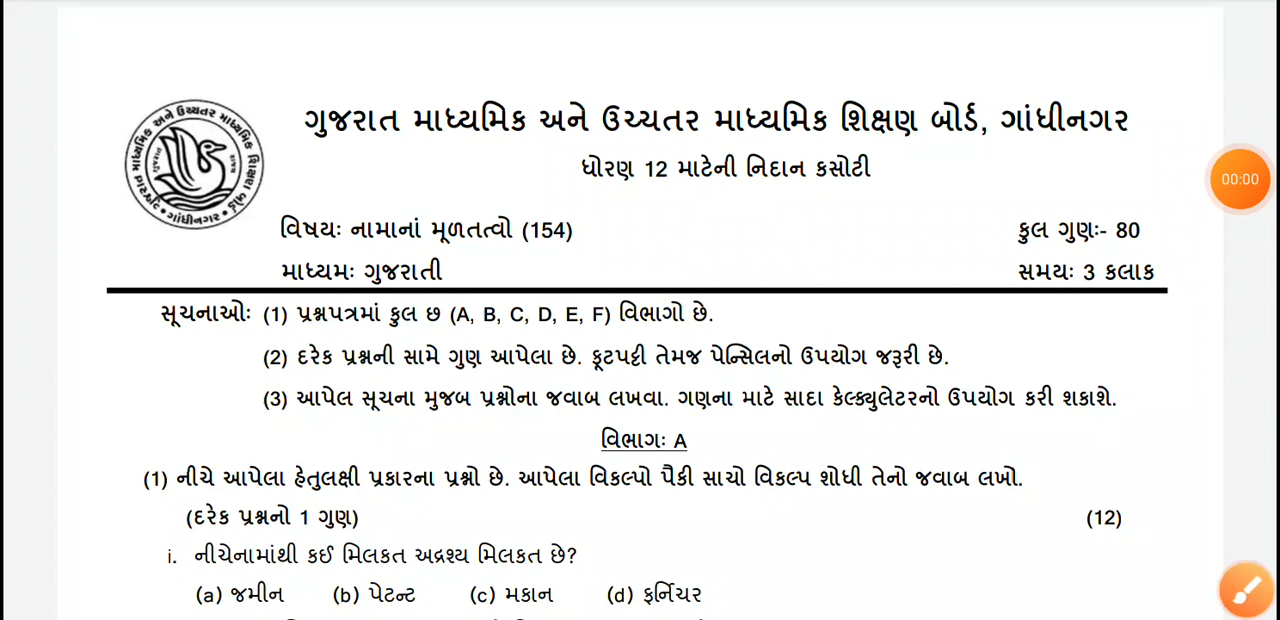 ગુજરાત માધ્યમિક અને ઉચ્ચતર માધ્યમિક શિક્ષણ બોર્ડ, ગાંધીનગર
ધોરણ 12 માટેની નિદાન કસોટી
00:00
વિષયઃ નામાનાં મૂળતત્વો (154) કુલ ગુણઃ- 80
માધ્યમઃ ગુજરાતી સમયઃ 3 કલાક
સૂચનાઓઃ (1) પ્રશ્નપત્રમાં કુલ છ (A, B, C, D, E, F) વિભાગો છે.
(2) દરેક પ્રશ્નની સામે ગુણ આપેલા છે. ફૂટપટ્ટી તેમજ પેન્સિલનો ઉપયોગ જરૂરી છે.
(3) આપેલ સૂચના મુજબ પ્રશ્નોના જવાબ લખવા. ગણના માટે સાદા કેલ્ક્યુલેટરનો ઉપયોગ કરી શકાશે.
વિભાગઃ A
(1) નીચે આપેલા હેતુલક્ષી પ્રકારના પ્રશ્નો છે. આપેલા વિકલ્પો પૈકી સાચો વિકલ્પ શોધી તેનો જવાબ લખો.
(દરેક પ્રશ્નનો 1 ગુણ) (12)
i. નીચેનામાંથી કઈ મિલકત અદ્રશ્ય મિલકત છે?
(a) જમીન (b) પેટન્ટ (c) મકાન (d) ફર્નિચર